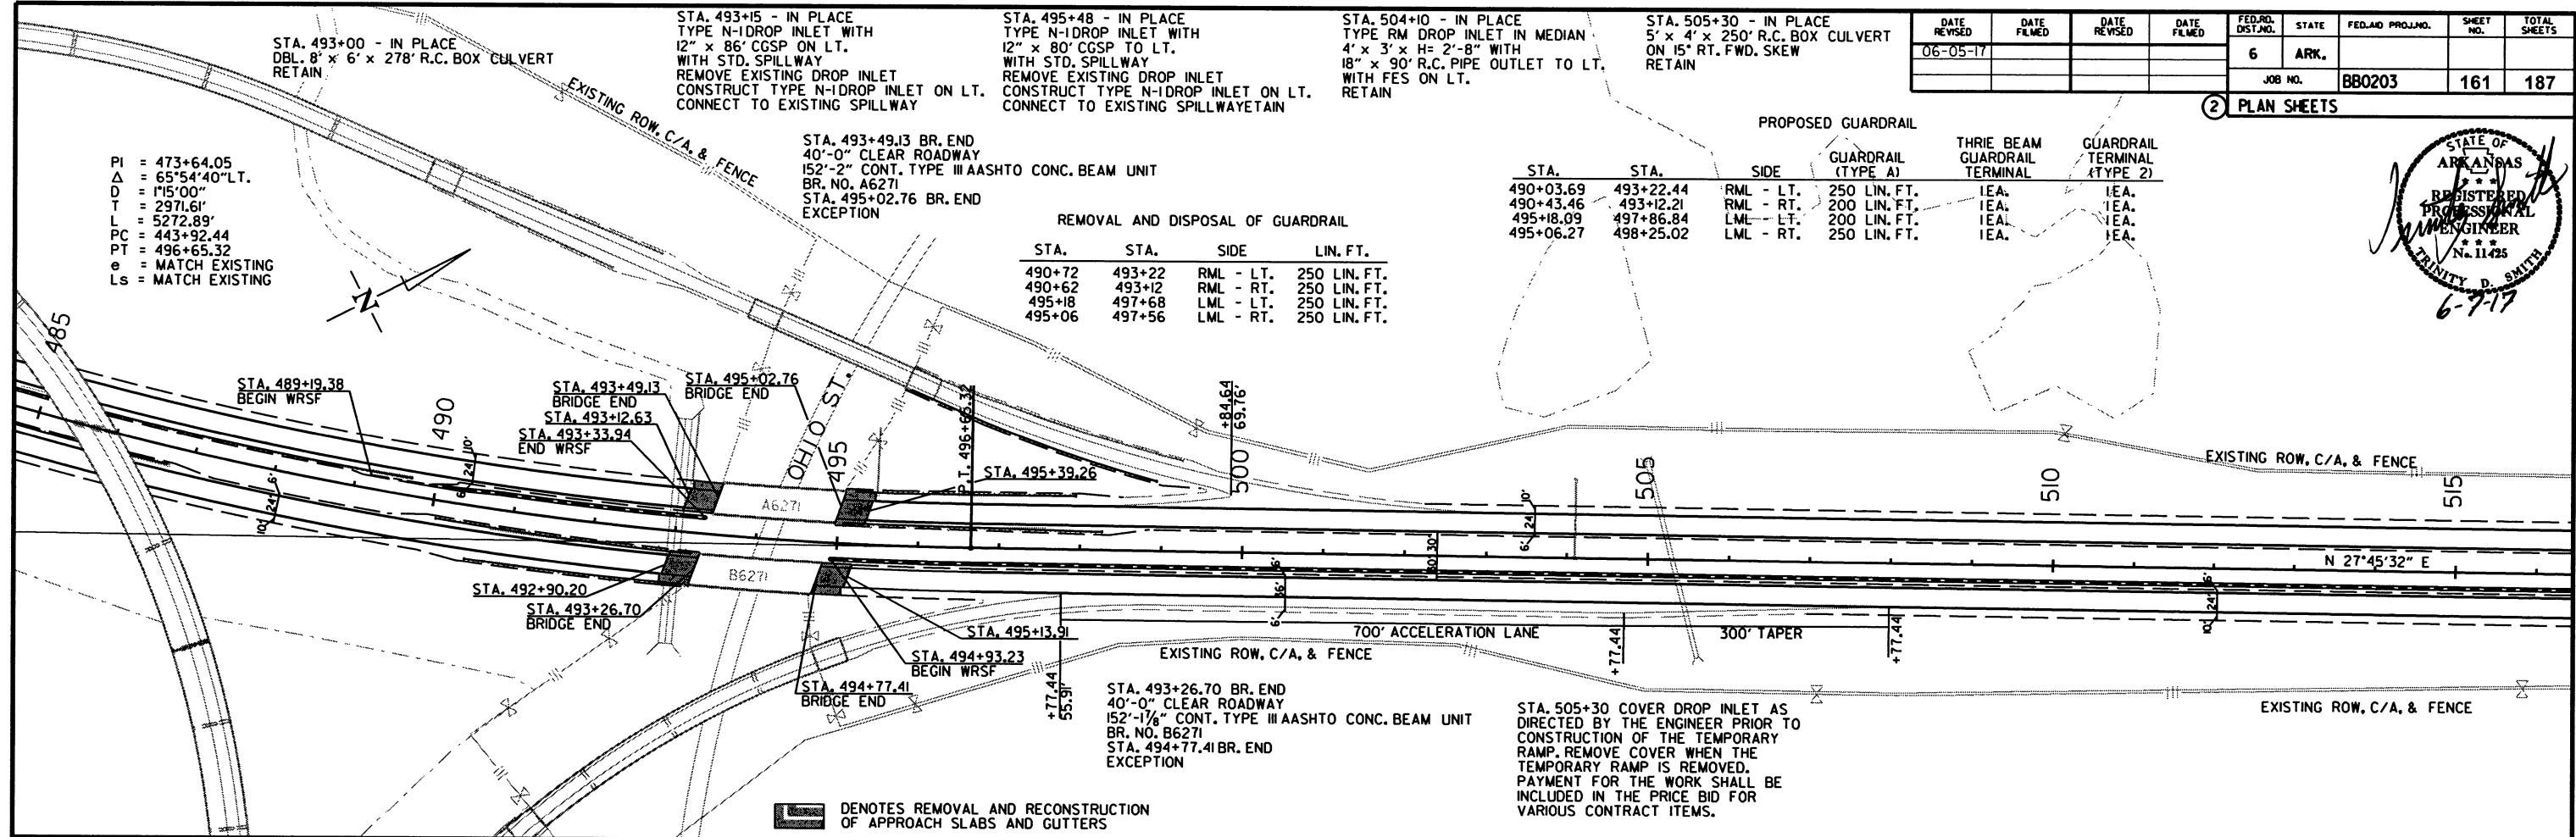 STA. 493+00 - IN PLACE
DBL. 8' x 6' x 278' R.C. BOX CULVERT
RETAIN
STA. 493+15 - IN PLACE
TYPE N-1 DROP INLET WITH
12" x 86' CGSP ON LT.
WITH STD. SPILLWAY
REMOVE EXISTING DROP INLET
CONSTRUCT TYPE N-1 DROP INLET ON LT.
CONNECT TO EXISTING SPILLWAY
STA. 495+48 - IN PLACE
TYPE N-1 DROP INLET WITH
12" x 80' CGSP TO LT.
WITH STD. SPILLWAY
REMOVE EXISTING DROP INLET
CONSTRUCT TYPE N-1 DROP INLET ON LT.
CONNECT TO EXISTING SPILLWAYETAIN
STA. 504+10 - IN PLACE
TYPE RM DROP INLET IN MEDIAN
4' x 3' x H= 2'-8" WITH
18" x 90' R.C. PIPE OUTLET TO LT.
WITH FES ON LT.
RETAIN
STA. 505+30 - IN PLACE
5' x 4' x 250' R.C. BOX CULVERT
ON 15° RT. FWD. SKEW
RETAIN
DATE REVISED DATE FILMED DATE REVISED DATE FILMED FED.RD. DIST.NO. STATE FED.AID PROJ.NO. SHEET NO. TOTAL SHEETS
06-05-17
6 ARK.
JOB NO. BB0203 161 187
2 PLAN SHEETS
STATE OF
ARKANSAS
* * *
REGISTERED
PROFESSIONAL
ENGINEER
* * *
No. 11425
TRINITY D. SMITH
6-7-17
PI = 473+64.05
Δ = 65°54'40" LT.
D = 1°15'00"
T = 2971.61'
L = 5272.89'
PC = 443+92.44
PT = 496+65.32
e = MATCH EXISTING
Ls = MATCH EXISTING
EXISTING ROW, C/A, & FENCE
STA. 493+49.13 BR. END
40'-0" CLEAR ROADWAY
152'-2" CONT. TYPE III AASHTO CONC. BEAM UNIT
BR. NO. A6271
STA. 495+02.76 BR. END
EXCEPTION
REMOVAL AND DISPOSAL OF GUARDRAIL
STA. STA. SIDE LIN. FT.
490+72 493+22 RML - LT. 250 LIN. FT.
490+62 493+12 RML - RT. 250 LIN. FT.
495+18 497+68 LML - LT. 250 LIN. FT.
495+06 497+56 LML - RT. 250 LIN. FT.
PROPOSED GUARDRAIL
STA. STA. SIDE GUARDRAIL (TYPE A) THRIE BEAM GUARDRAIL TERMINAL GUARDRAIL TERMINAL (TYPE 2)
490+03.69 493+22.44 RML - LT. 250 LIN. FT. 1 EA. 1 EA.
490+43.46 493+12.21 RML - RT. 200 LIN. FT. 1 EA. 1 EA.
495+18.09 497+86.84 LML - LT. 200 LIN. FT. 1 EA. 1 EA.
495+06.27 498+25.02 LML - RT. 250 LIN. FT. 1 EA. 1 EA.
N
485
STA. 489+19.38
BEGIN WRSF
490
STA. 493+49.13
BRIDGE END
STA. 493+12.63
STA. 493+33.94
END WRSF
STA. 495+02.76
BRIDGE END
OHIO ST.
495
P.T. 496+65.32
STA. 495+39.26
+84.64
69.76'
500
505
510
515
EXISTING ROW, C/A, & FENCE
10'
24'
6'
6'
24'
10'
A6271
B6271
10'
24'
6'
30'
30'
N 27°45'32" E
6'
36'
6'
6'
24'
10'
STA. 492+90.20
STA. 493+26.70
BRIDGE END
STA. 495+13.91
STA. 494+93.23
BEGIN WRSF
STA. 494+77.41
BRIDGE END
+77.44
55.91'
700' ACCELERATION LANE
+77.44
300' TAPER
+77.44
EXISTING ROW, C/A, & FENCE
STA. 493+26.70 BR. END
40'-0" CLEAR ROADWAY
152'-1⅞" CONT. TYPE III AASHTO CONC. BEAM UNIT
BR. NO. B6271
STA. 494+77.41 BR. END
EXCEPTION
STA. 505+30 COVER DROP INLET AS
DIRECTED BY THE ENGINEER PRIOR TO
CONSTRUCTION OF THE TEMPORARY
RAMP. REMOVE COVER WHEN THE
TEMPORARY RAMP IS REMOVED.
PAYMENT FOR THE WORK SHALL BE
INCLUDED IN THE PRICE BID FOR
VARIOUS CONTRACT ITEMS.
EXISTING ROW, C/A, & FENCE
DENOTES REMOVAL AND RECONSTRUCTION
OF APPROACH SLABS AND GUTTERS